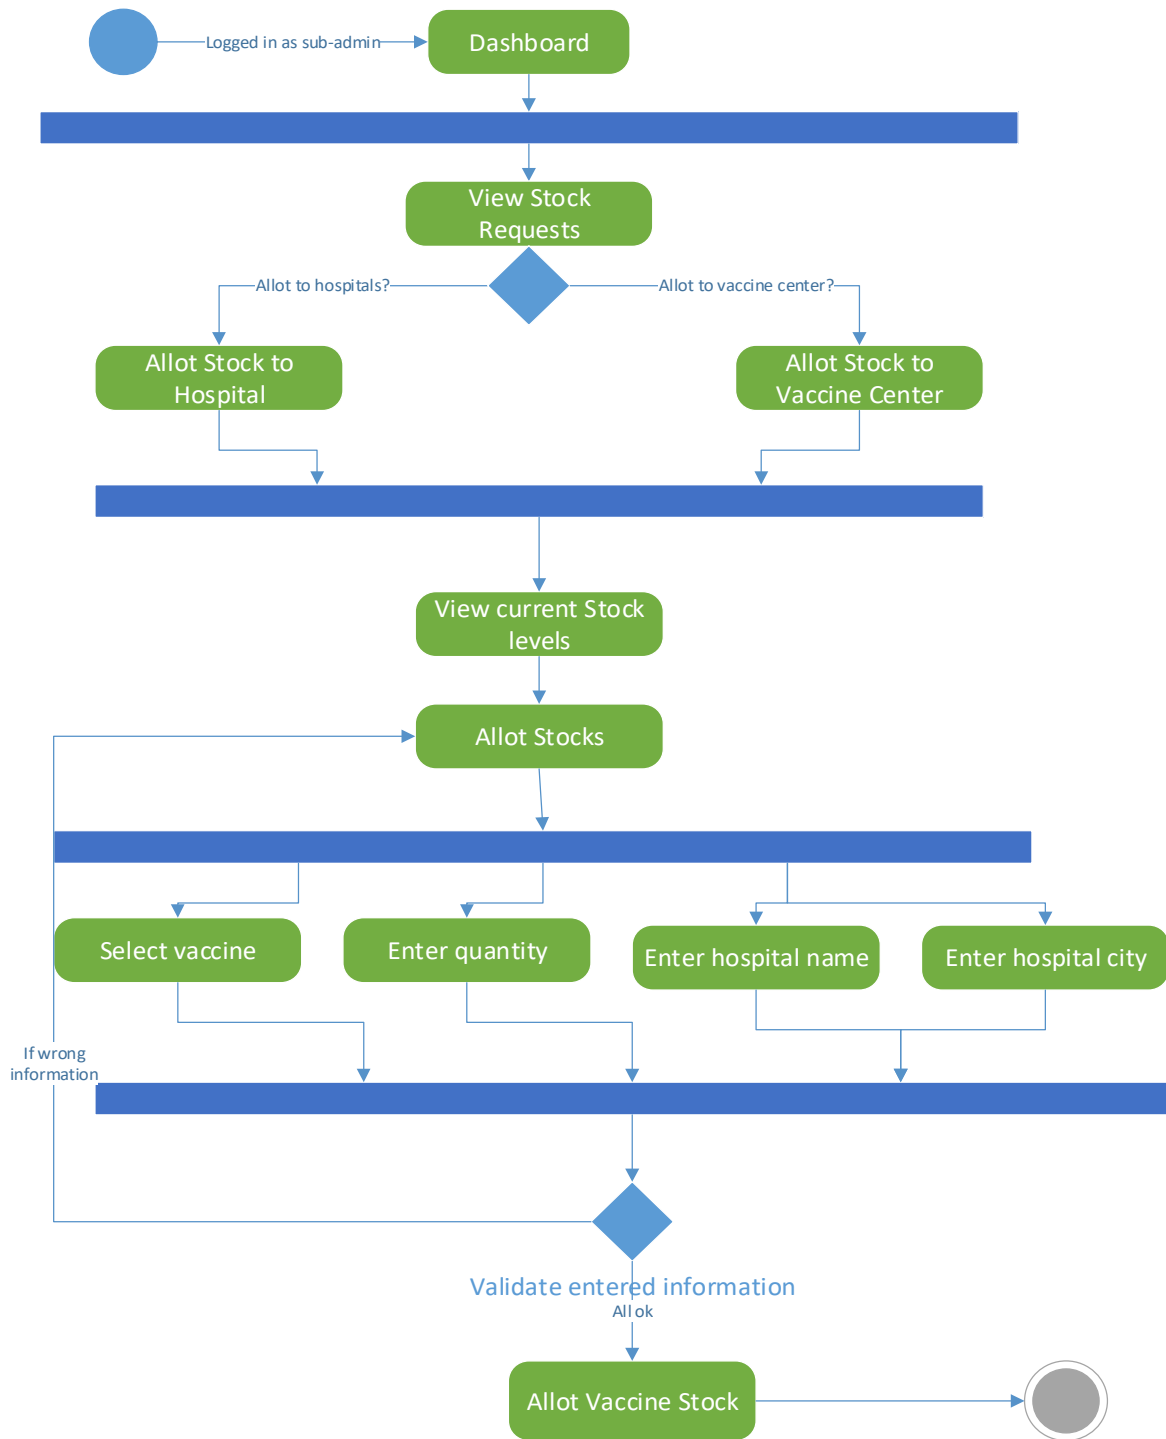 Logged in as sub-admin
Dashboard
View Stock
Requests
Allot to hospitals?
Allot to vaccine center?
Allot Stock to
Hospital
Allot Stock to
Vaccine Center
View current Stock
levels
Allot Stocks
Select vaccine
Enter quantity
Enter hospital name
Enter hospital city
If wrong
information
Validate entered information
All ok
Allot Vaccine Stock